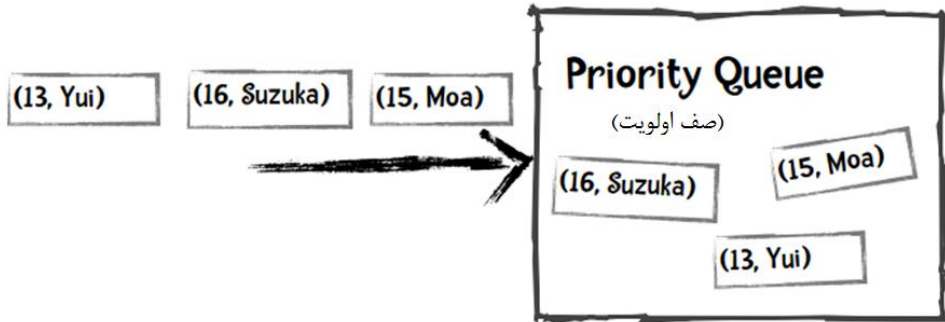 (13, Yui)
(16, Suzuka)
(15, Moa)
Priority Queue
(صف اولویت)
(16, Suzuka)
(15, Moa)
(13, Yui)